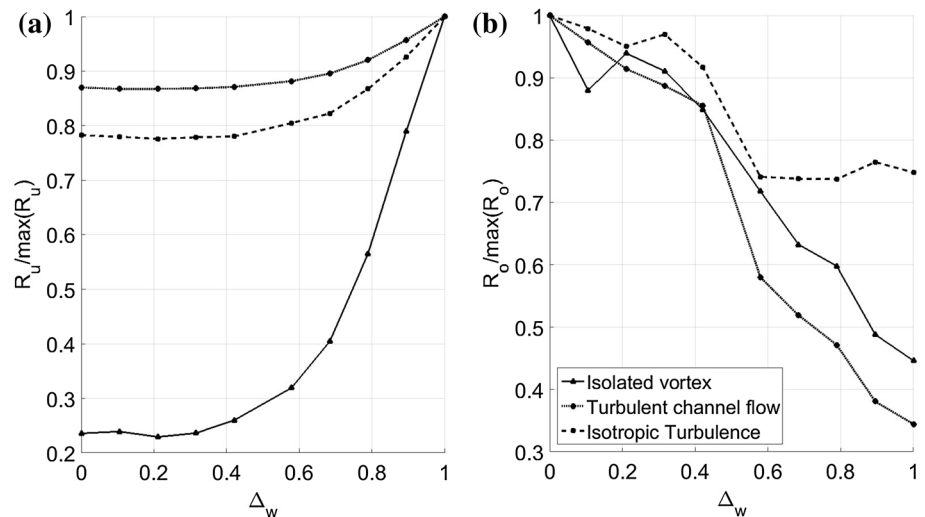 (a)
1
0.9
0.8
0.7
0.6
0.5
0.4
0.3
0.2
R_u/max(R_u)
0 0.2 0.4 0.6 0.8 1
Δ_w
(b)
1
0.9
0.8
0.7
0.6
0.5
0.4
0.3
R_o/max(R_o)
Isolated vortex
Turbulent channel flow
Isotropic Turbulence
0 0.2 0.4 0.6 0.8 1
Δ_w